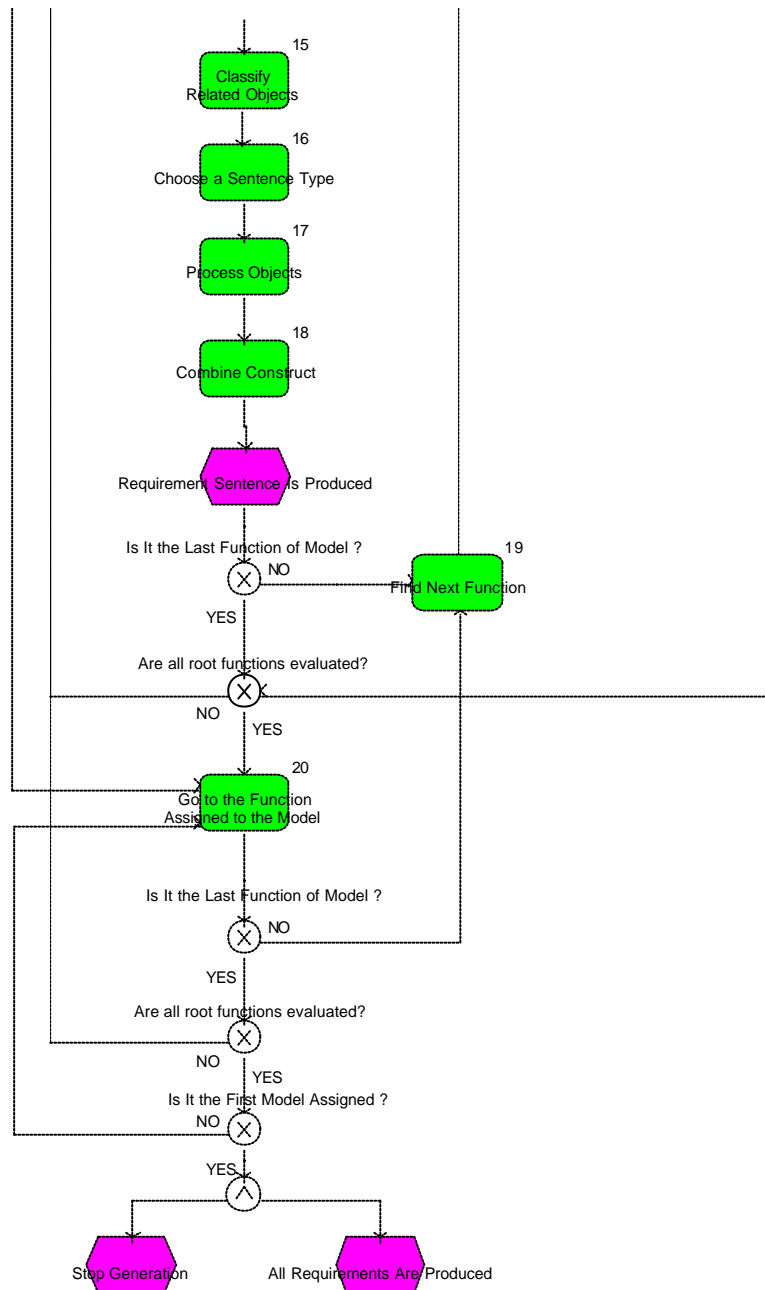 15
Classify
Related Objects
16
Choose a Sentence Type
17
Process Objects
18
Combine Construct
Requirement Sentence Is Produced
Is It the Last Function of Model ?
NO
19
Find Next Function
YES
Are all root functions evaluated?
NO
YES
20
Go to the Function
Assigned to the Model
Is It the Last Function of Model ?
NO
YES
Are all root functions evaluated?
NO
YES
Is It the First Model Assigned ?
NO
YES
Stop Generation
All Requirements Are Produced